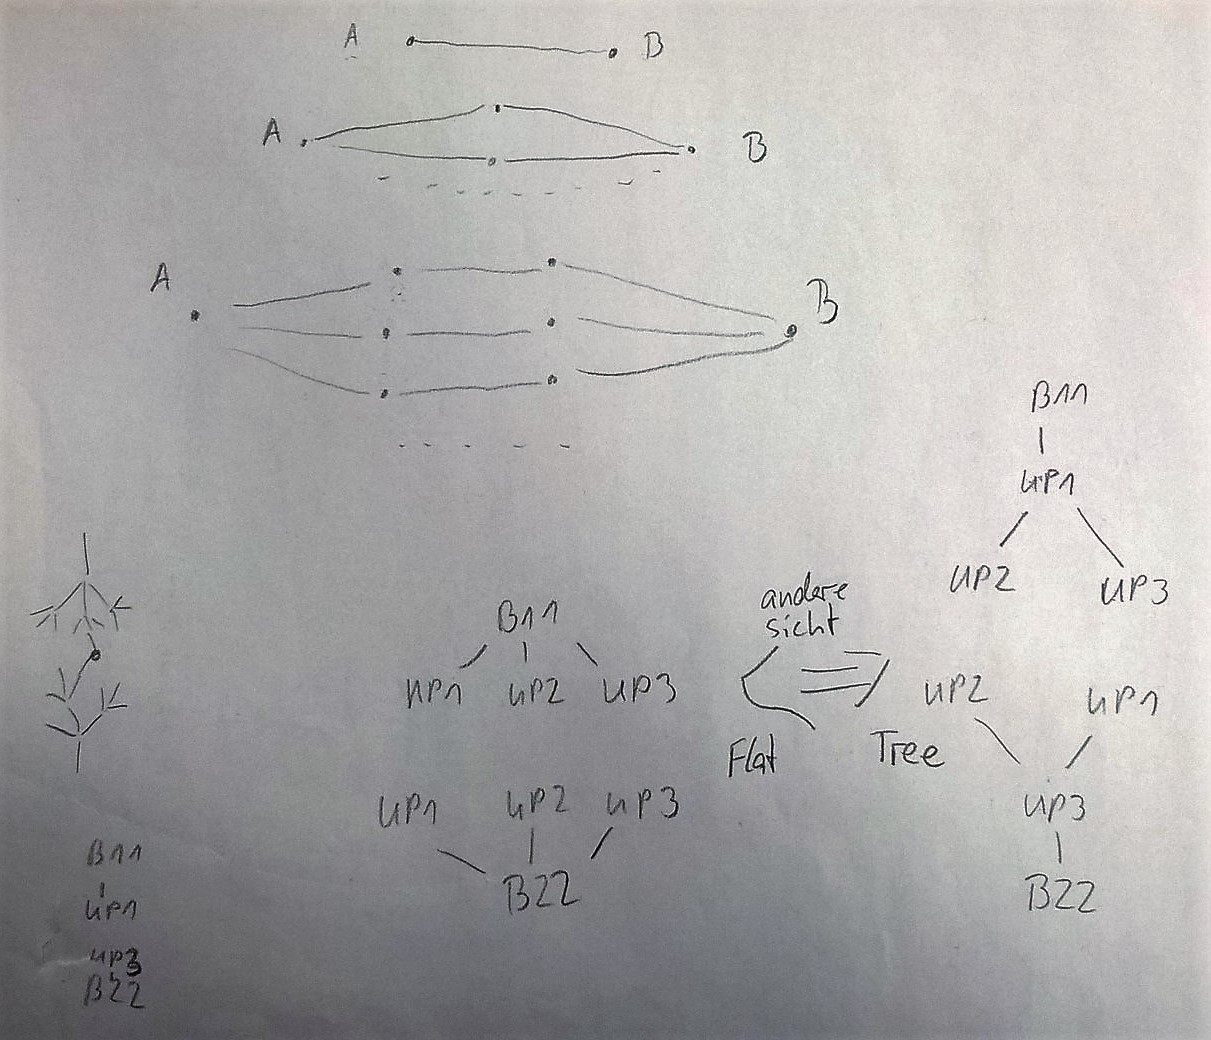 A B
A B
A B
B11
UP1
UP2 UP3
andere
sicht
Flat Tree
B11
UP1 UP2 UP3
UP1 UP2 UP3
B22
UP2 UP1
UP3
B22
B11
UP1
UP3
B22